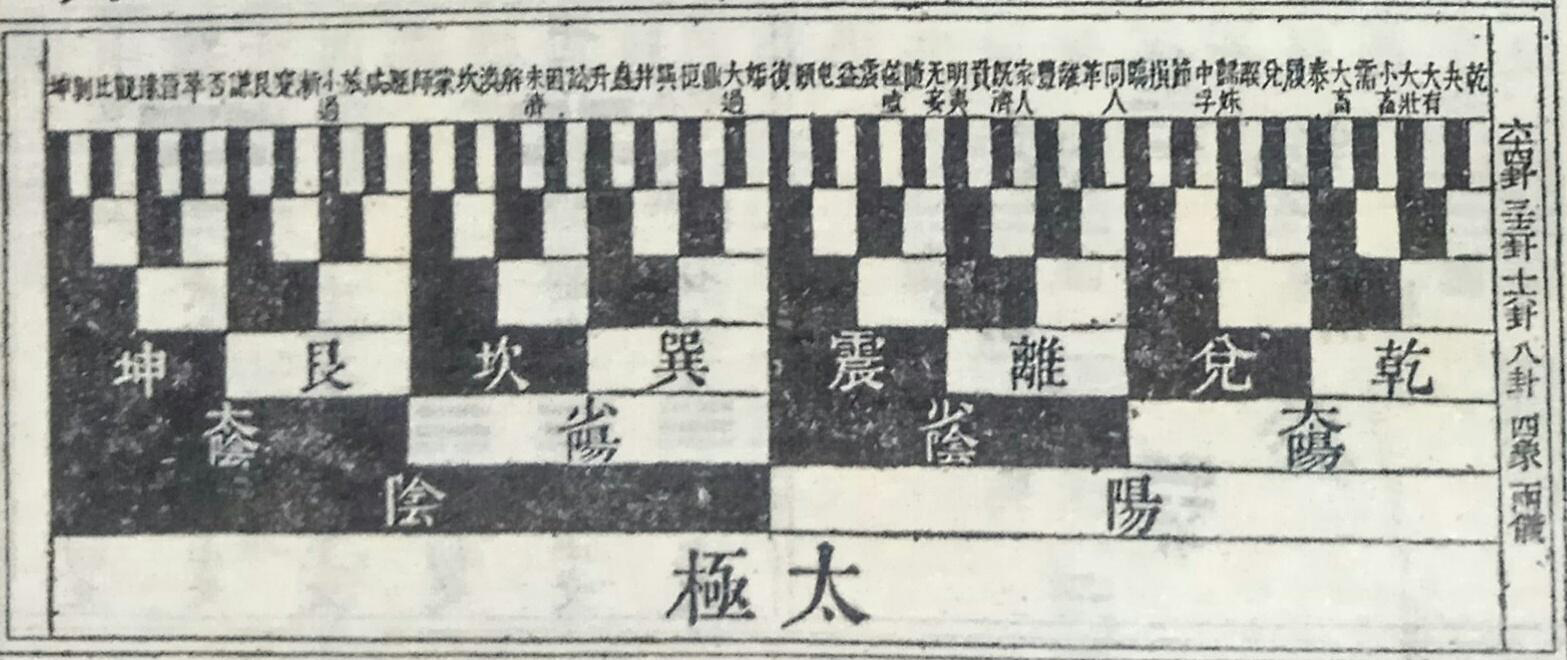 乾 夬 大有 大壯 小畜 需 大畜 泰 履 兌 睽 歸妹 中孚 節 損 臨 同人 革 離 豐 家人 既濟 賁 明夷 无妄 隨 噬嗑 震 益 屯 頤 復 姤 大過 鼎 恒 巽 井 蠱 升 訟 困 未濟 解 渙 坎 蒙 師 遯 咸 旅 小過 漸 蹇 艮 謙 否 萃 晉 豫 觀 比 剝 坤
六十四卦 三十二卦 十六卦 八卦 四象 兩儀
乾 兌 離 震 巽 坎 艮 坤
太陽 少陰 少陽 太陰
陽 陰
太極